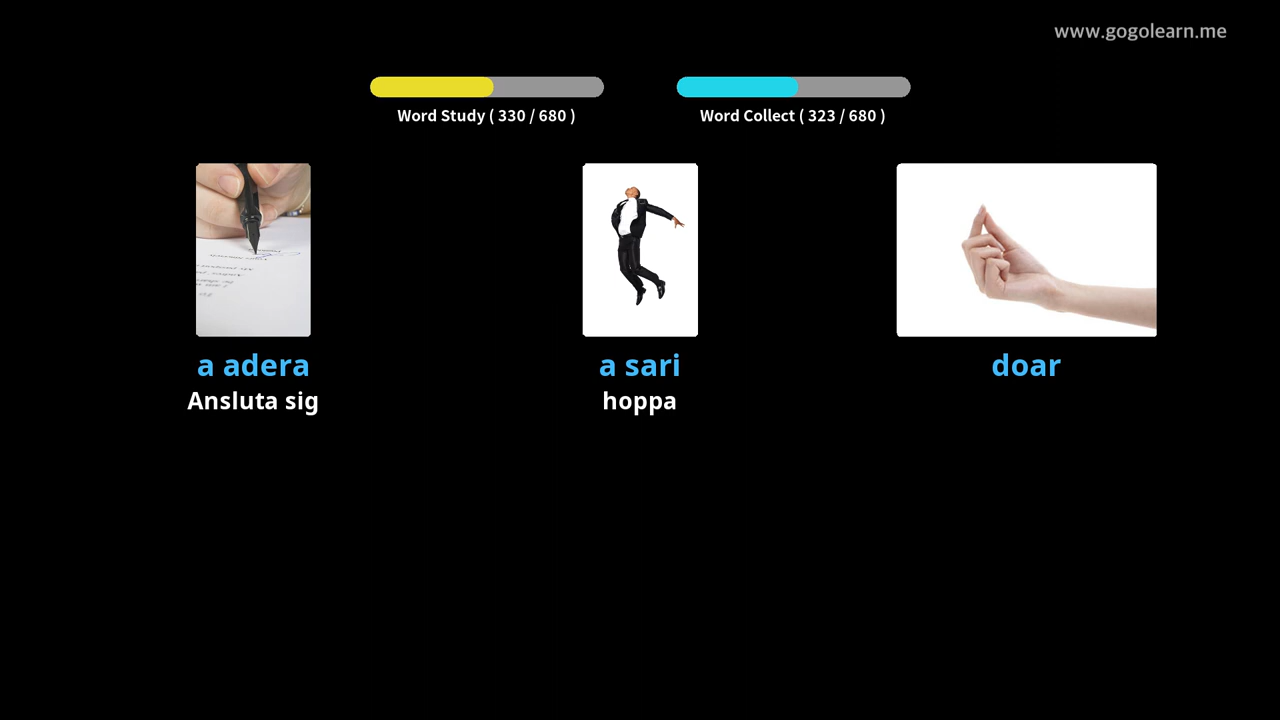 www.gogolearn.me
Word Study ( 330 / 680 )
Word Collect ( 323 / 680 )
a adera
Ansluta sig
a sari
hoppa
doar